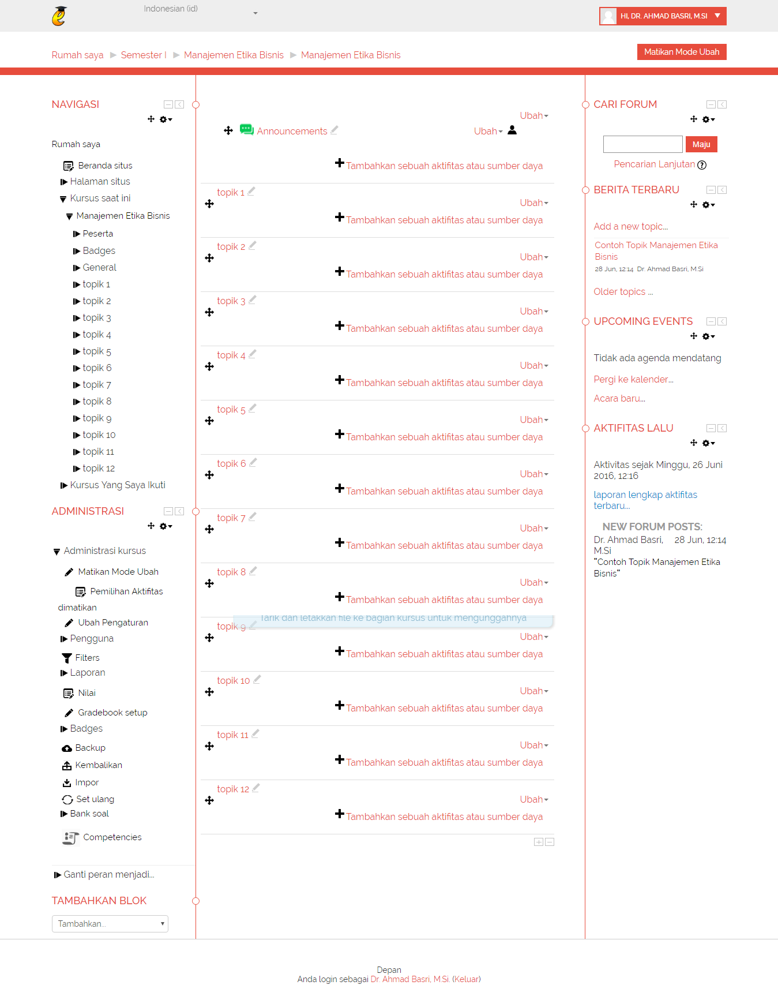 Indonesian (id)
HI, DR. AHMAD BASRI, M.SI
Rumah saya Semester I Manajemen Etika Bisnis Manajemen Etika Bisnis
Matikan Mode Ubah
NAVIGASI
Rumah saya
Beranda situs
Halaman situs
Kursus saat ini
Manajemen Etika Bisnis
Peserta
Badges
General
topik 1
topik 2
topik 3
topik 4
topik 5
topik 6
topik 7
topik 8
topik 9
topik 10
topik 11
topik 12
Kursus Yang Saya Ikuti
ADMINISTRASI
Administrasi kursus
Matikan Mode Ubah
Pemilihan Aktifitas
dimatikan
Ubah Pengaturan
Pengguna
Filters
Laporan
Nilai
Gradebook setup
Badges
Backup
Kembalikan
Impor
Set ulang
Bank soal
Competencies
Ganti peran menjadi...
TAMBAHKAN BLOK
Tambahkan...
Ubah
Announcements Ubah
Tambahkan sebuah aktifitas atau sumber daya
topik 1
Ubah
Tambahkan sebuah aktifitas atau sumber daya
topik 2
Ubah
Tambahkan sebuah aktifitas atau sumber daya
topik 3
Ubah
Tambahkan sebuah aktifitas atau sumber daya
topik 4
Ubah
Tambahkan sebuah aktifitas atau sumber daya
topik 5
Ubah
Tambahkan sebuah aktifitas atau sumber daya
topik 6
Ubah
Tambahkan sebuah aktifitas atau sumber daya
topik 7
Ubah
Tambahkan sebuah aktifitas atau sumber daya
topik 8
Ubah
Tambahkan sebuah aktifitas atau sumber daya
Tarik dan letakkan file ke bagian kursus untuk mengunggahnya
topik 9
Ubah
Tambahkan sebuah aktifitas atau sumber daya
topik 10
Ubah
Tambahkan sebuah aktifitas atau sumber daya
topik 11
Ubah
Tambahkan sebuah aktifitas atau sumber daya
topik 12
Ubah
Tambahkan sebuah aktifitas atau sumber daya
CARI FORUM
Maju
Pencarian Lanjutan
BERITA TERBARU
Add a new topic...
Contoh Topik Manajemen Etika
Bisnis
28 Jun, 12:14 Dr. Ahmad Basri, M.Si
Older topics ...
UPCOMING EVENTS
Tidak ada agenda mendatang
Pergi ke kalender...
Acara baru...
AKTIFITAS LALU
Aktivitas sejak Minggu, 26 Juni
2016, 12:16
laporan lengkap aktifitas
terbaru...
NEW FORUM POSTS:
Dr. Ahmad Basri, 28 Jun, 12:14
M.Si
"Contoh Topik Manajemen Etika
Bisnis"
Depan
Anda login sebagai Dr. Ahmad Basri, M.Si. (Keluar)